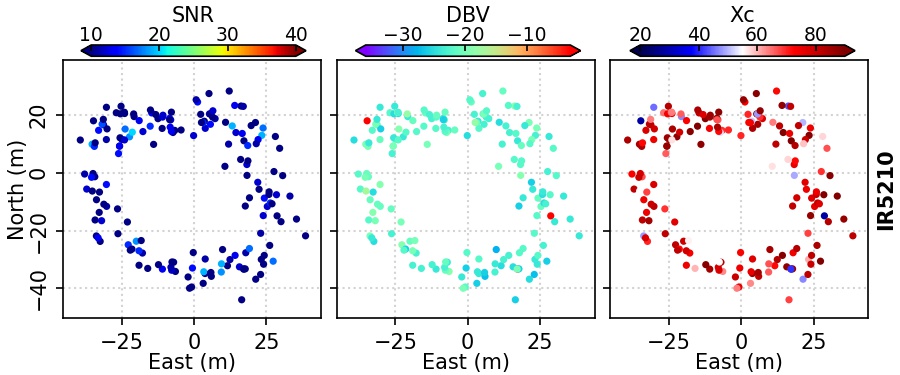 SNR DBV Xc
10 20 30 40 −30 −20 −10 20 40 60 80
North (m)
20
0
−20
−40
IR5210
−25 0 25 −25 0 25 −25 0 25
East (m) East (m) East (m)